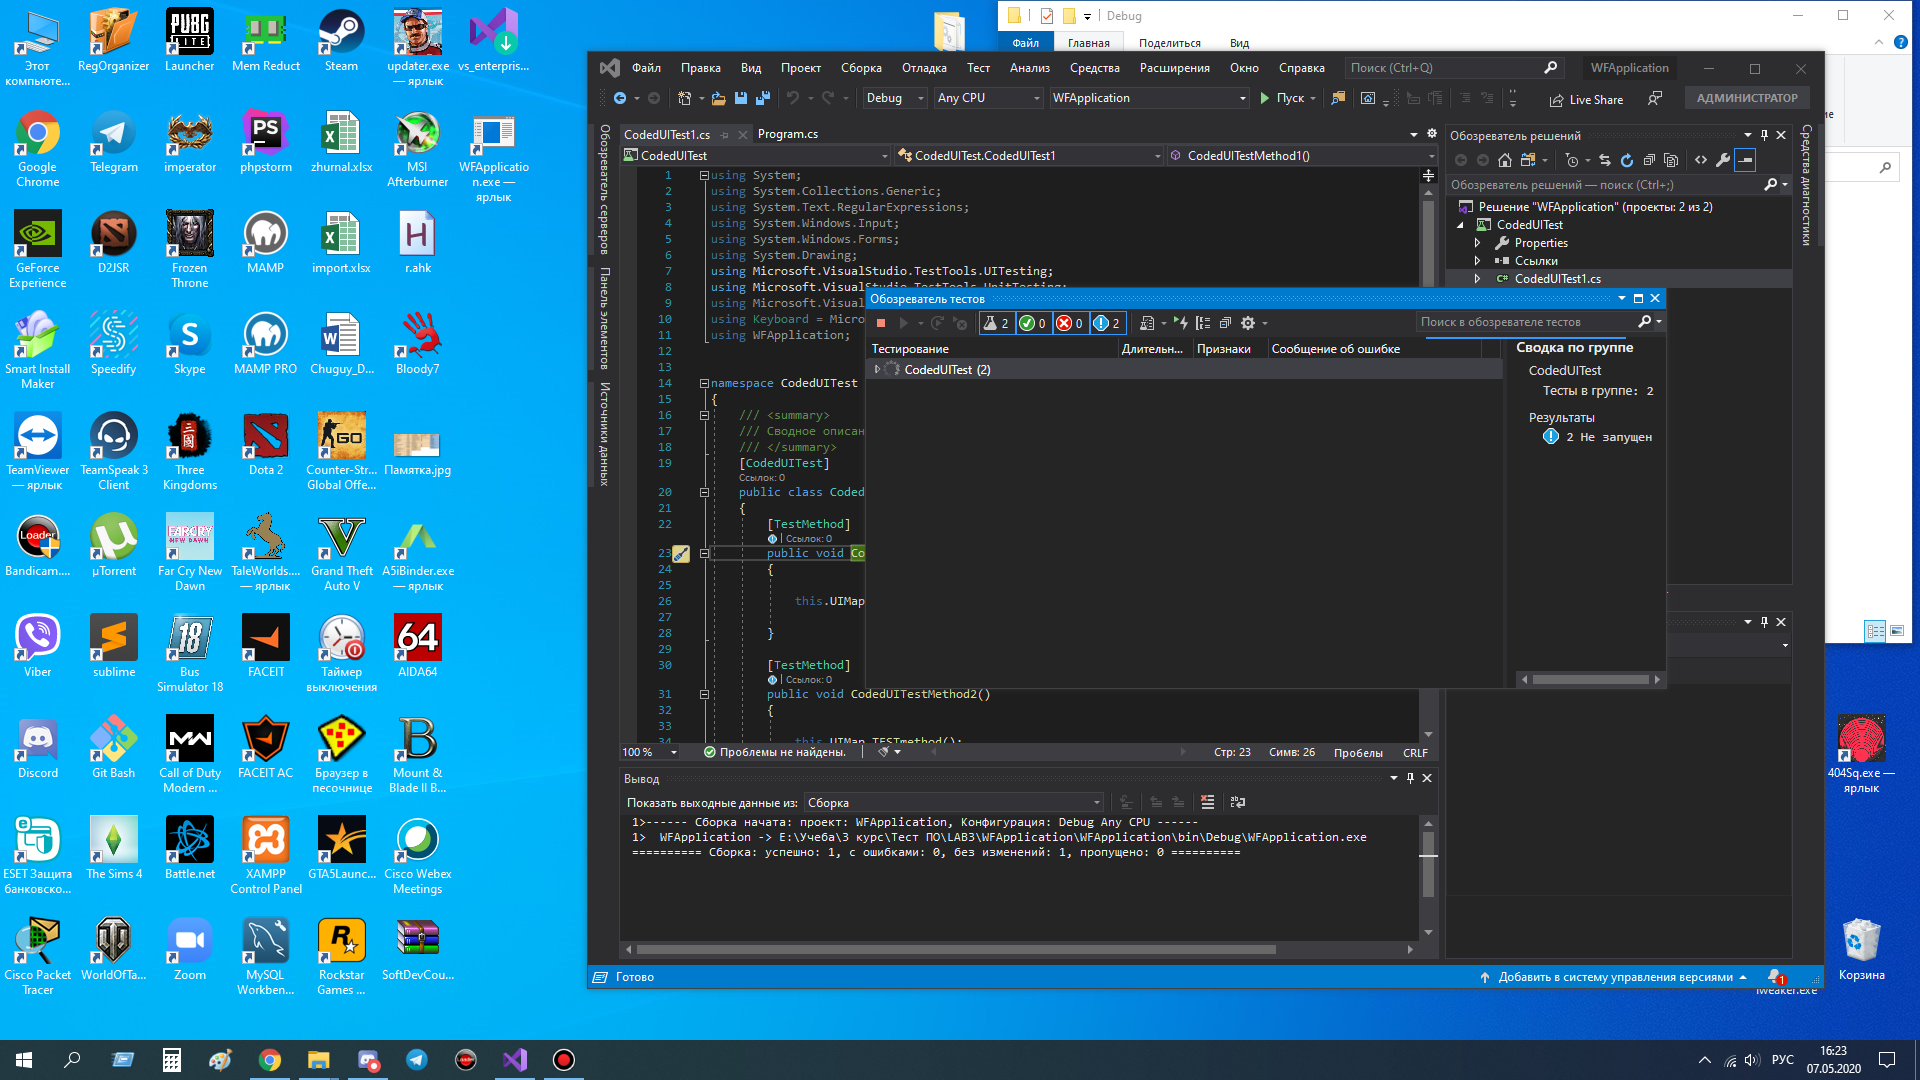 Этот
компьюте...
RegOrganizer
PUBG
LITE
Launcher
Mem Reduct
Steam
updater.exe
— ярлык
vs_enterpris...
Google
Chrome
Telegram
imperator
PS
phpstorm
zhurnal.xlsx
MSI
Afterburner
WFApplicatio
n.exe —
ярлык
GeForce
Experience
D2JSR
Frozen
Throne
MAMP
import.xlsx
H
r.ahk
Smart Install
Maker
Speedify
Skype
MAMP PRO
Chuguy_D...
Bloody7
TeamViewer
— ярлык
TeamSpeak 3
Client
Three
Kingdoms
Dota 2
GO
Counter-Str...
Global Offe...
Памятка.jpg
Loader
Bandicam....
µTorrent
FARCRY
NEW DAWN
Far Cry New
Dawn
TaleWorlds....
— ярлык
V
Grand Theft
Auto V
A5iBinder.exe
— ярлык
Viber
sublime
18
Bus
Simulator 18
FACEIT
Таймер
выключения
64
AIDA64
Discord
Git Bash
MW
Call of Duty
Modern ...
FACEIT AC
Браузер в
песочнице
B
Mount &
Blade II B...
ESET Защита
банковско...
The Sims 4
Battle.net
XAMPP
Control Panel
GTA5Launc...
Cisco Webex
Meetings
Cisco Packet
Tracer
WorldOfTa...
Zoom
MySQL
Workben...
R
Rockstar
Games ...
SoftDevCou...
Debug
Файл Главная Поделиться Вид
Файл Правка Вид Проект Сборка Отладка Тест Анализ Средства Расширения Окно Справка Поиск (Ctrl+Q) WFApplication
Debug Any CPU WFApplication Пуск Live Share АДМИНИСТРАТОР
Обозреватель серверов
Панель элементов
Источники данных
CodedUITest1.cs Program.cs
CodedUITest CodedUITest.CodedUITest1 CodedUITestMethod1()
1 using System;
2 using System.Collections.Generic;
3 using System.Text.RegularExpressions;
4 using System.Windows.Input;
5 using System.Windows.Forms;
6 using System.Drawing;
7 using Microsoft.VisualStudio.TestTools.UITesting;
8 using Microsoft.VisualStudio.TestTools.UnitTesting;
9 using Microsoft.Visual
10 using Keyboard = Micro
11 using WFApplication;
12
13
14 namespace CodedUITest
15 {
16 /// <summary>
17 /// Сводное описан
18 /// </summary>
19 [CodedUITest]
Ссылок: 0
20 public class Coded
21 {
22 [TestMethod]
Ссылок: 0
23 public void Co
24 {
25
26 this.UIMap
27
28 }
29
30 [TestMethod]
Ссылок: 0
31 public void CodedUITestMethod2()
32 {
33
34 this.UIMap.TESTmethod();
100 % Проблемы не найдены. Стр: 23 Симв: 26 Пробелы CRLF
Обозреватель тестов
2 0 0 2 Поиск в обозревателе тестов
Тестирование Длительн... Признаки Сообщение об ошибке
CodedUITest (2)
Сводка по группе
CodedUITest
Тесты в группе: 2
Результаты
2 Не запущен
Обозреватель решений
Обозреватель решений — поиск (Ctrl+;)
Решение "WFApplication" (проекты: 2 из 2)
CodedUITest
Properties
Ссылки
C# CodedUITest1.cs
Средства диагностики
Вывод
Показать выходные данные из: Сборка
1>------ Сборка начата: проект: WFApplication, Конфигурация: Debug Any CPU ------
1> WFApplication -> E:\Учеба\3 курс\Тест ПО\LAB3\WFApplication\WFApplication\bin\Debug\WFApplication.exe
========== Сборка: успешно: 1, с ошибками: 0, без изменений: 1, пропущено: 0 ==========
Готово Добавить в систему управления версиями 1
404Sq.exe —
ярлык
Корзина
Tweaker.exe
РУС
16:23
07.05.2020